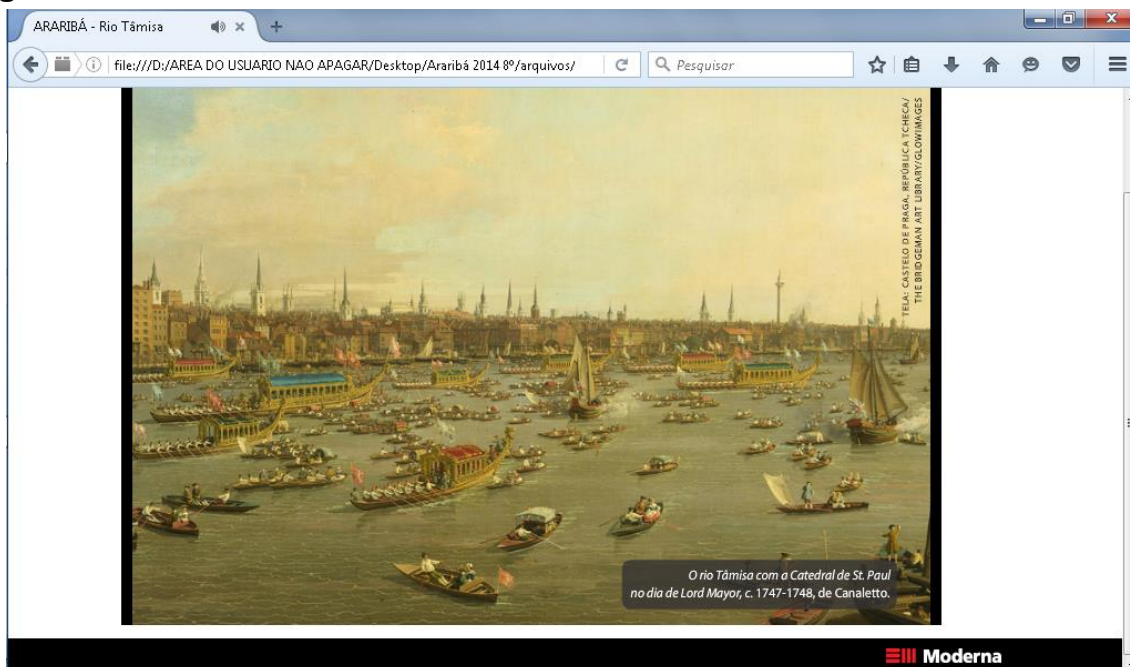 ARARIBÁ - Rio Tâmisa
file:///D:/AREA DO USUARIO NAO APAGAR/Desktop/Araribá 2014 8º/arquivos/
Pesquisar
TELA: CASTELO DE PRAGA, REPÚBLICA TCHECA/
THE BRIDGEMAN ART LIBRARY/GLOWIMAGES
O rio Tâmisa com a Catedral de St. Paul
no dia de Lord Mayor, c. 1747-1748, de Canaletto.
Moderna